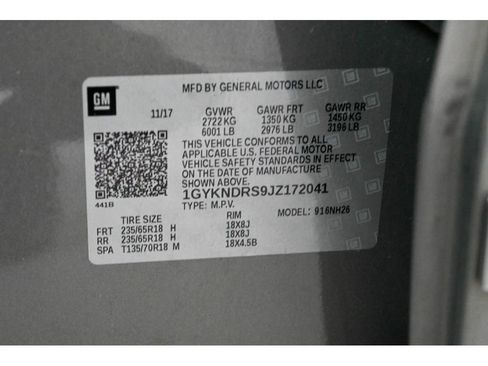 MFD BY GENERAL MOTORS LLC
GM
11/17 GVWR GAWR FRT GAWR RR
2722 KG 1350 KG 1450 KG
6001 LB 2976 LB 3196 LB
THIS VEHICLE CONFORMS TO ALL
APPLICABLE U.S. FEDERAL MOTOR
VEHICLE SAFETY STANDARDS IN EFFECT
ON THE DATE OF MANUFACTURE
SHOWN ABOVE.
1GYKNDRS9JZ172041
441B
TYPE: M.P.V. MODEL: 916NH26
TIRE SIZE RIM
FRT 235/65R18 H 18X8J
RR 235/65R18 H 18X8J
SPA T135/70R18 M 18X4.5B